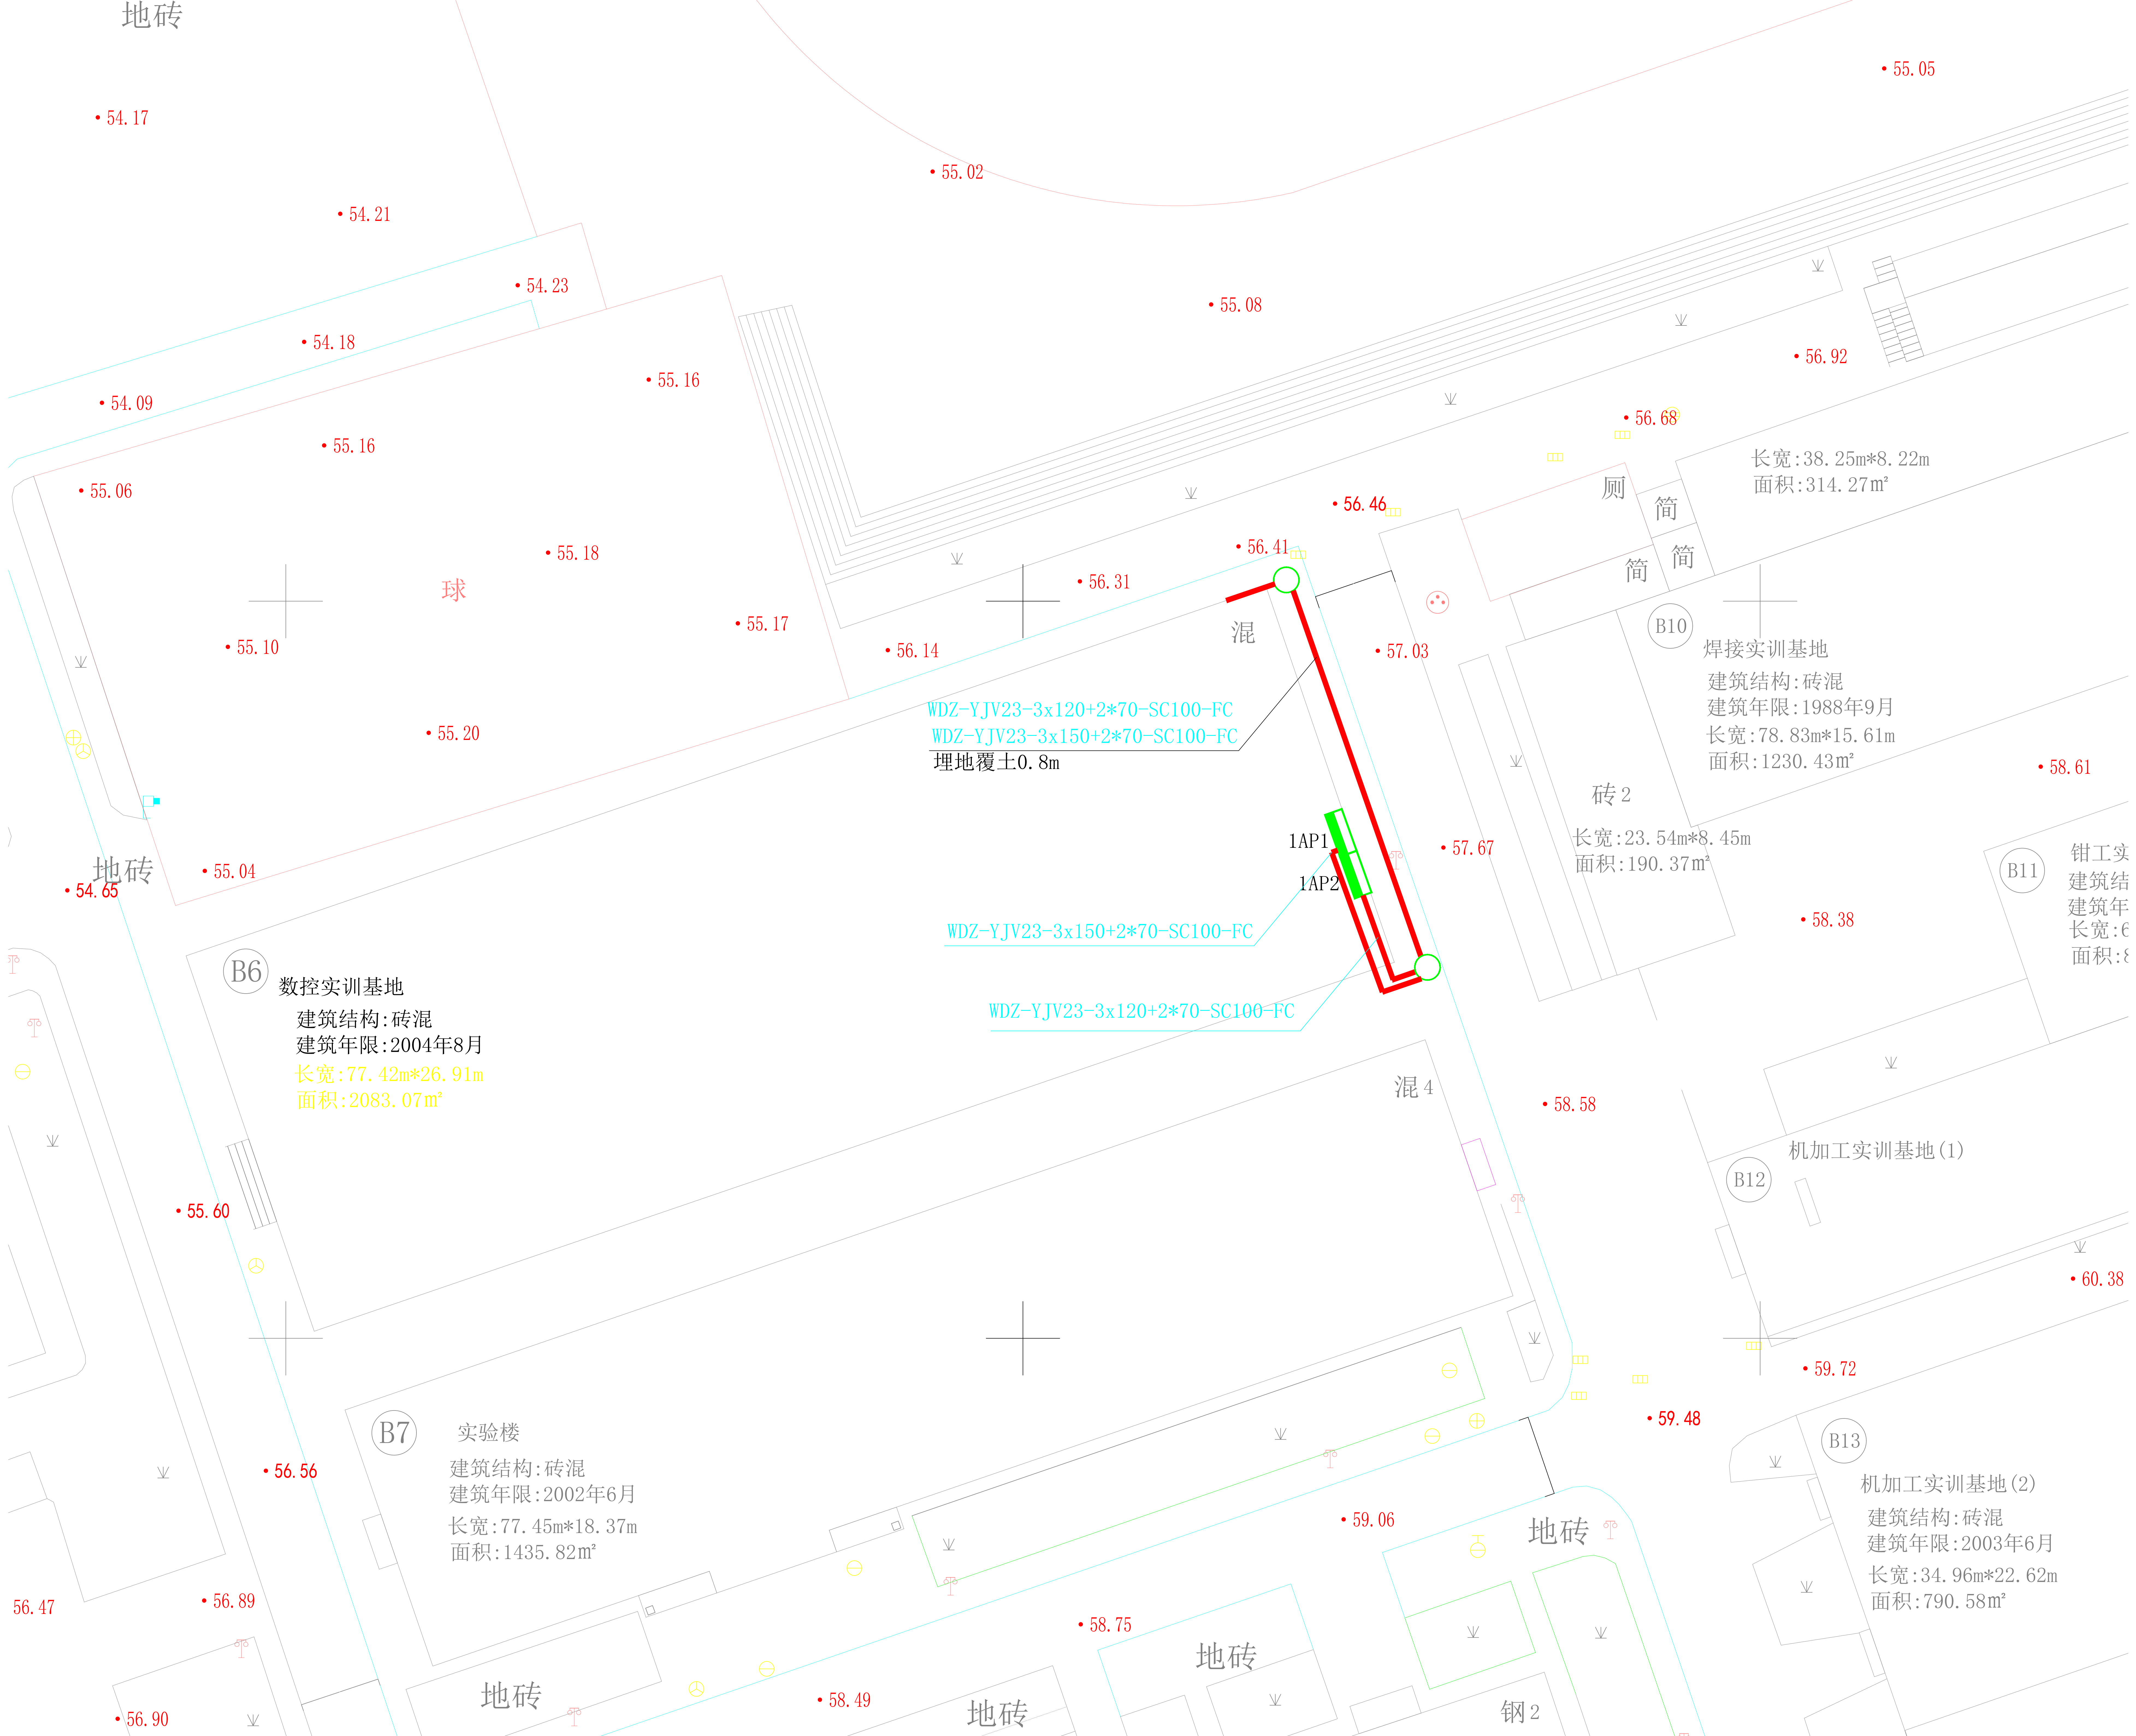 地砖
55.05
54.17
55.02
54.21
54.23
55.08
54.18
56.92
55.16
54.09
56.68
55.16
长宽:38.25m*8.22m
面积:314.27㎡
55.06
厕
简
56.46
56.41
55.18
简
简
56.31
球
55.17
混
B10
55.10
56.14
57.03
焊接实训基地
建筑结构:砖混
建筑年限:1988年9月
长宽:78.83m*15.61m
面积:1230.43㎡
WDZ-YJV23-3x120+2*70-SC100-FC
WDZ-YJV23-3x150+2*70-SC100-FC
埋地覆土0.8m
55.20
58.61
砖2
长宽:23.54m*8.45m
面积:190.37㎡
1AP1
57.67
1AP2
地砖
55.04
54.65
B11
钳工实
建筑结
建筑年
长宽:6
面积:8
58.38
WDZ-YJV23-3x150+2*70-SC100-FC
WDZ-YJV23-3x120+2*70-SC100-FC
B6
数控实训基地
建筑结构:砖混
建筑年限:2004年8月
长宽:77.42m*26.91m
面积:2083.07㎡
混4
58.58
机加工实训基地(1)
B12
55.60
60.38
59.72
59.48
B7
实验楼
建筑结构:砖混
建筑年限:2002年6月
长宽:77.45m*18.37m
面积:1435.82㎡
56.56
B13
机加工实训基地(2)
建筑结构:砖混
建筑年限:2003年6月
长宽:34.96m*22.62m
面积:790.58㎡
59.06
地砖
56.47
56.89
58.75
地砖
地砖
58.49
地砖
钢2
56.90